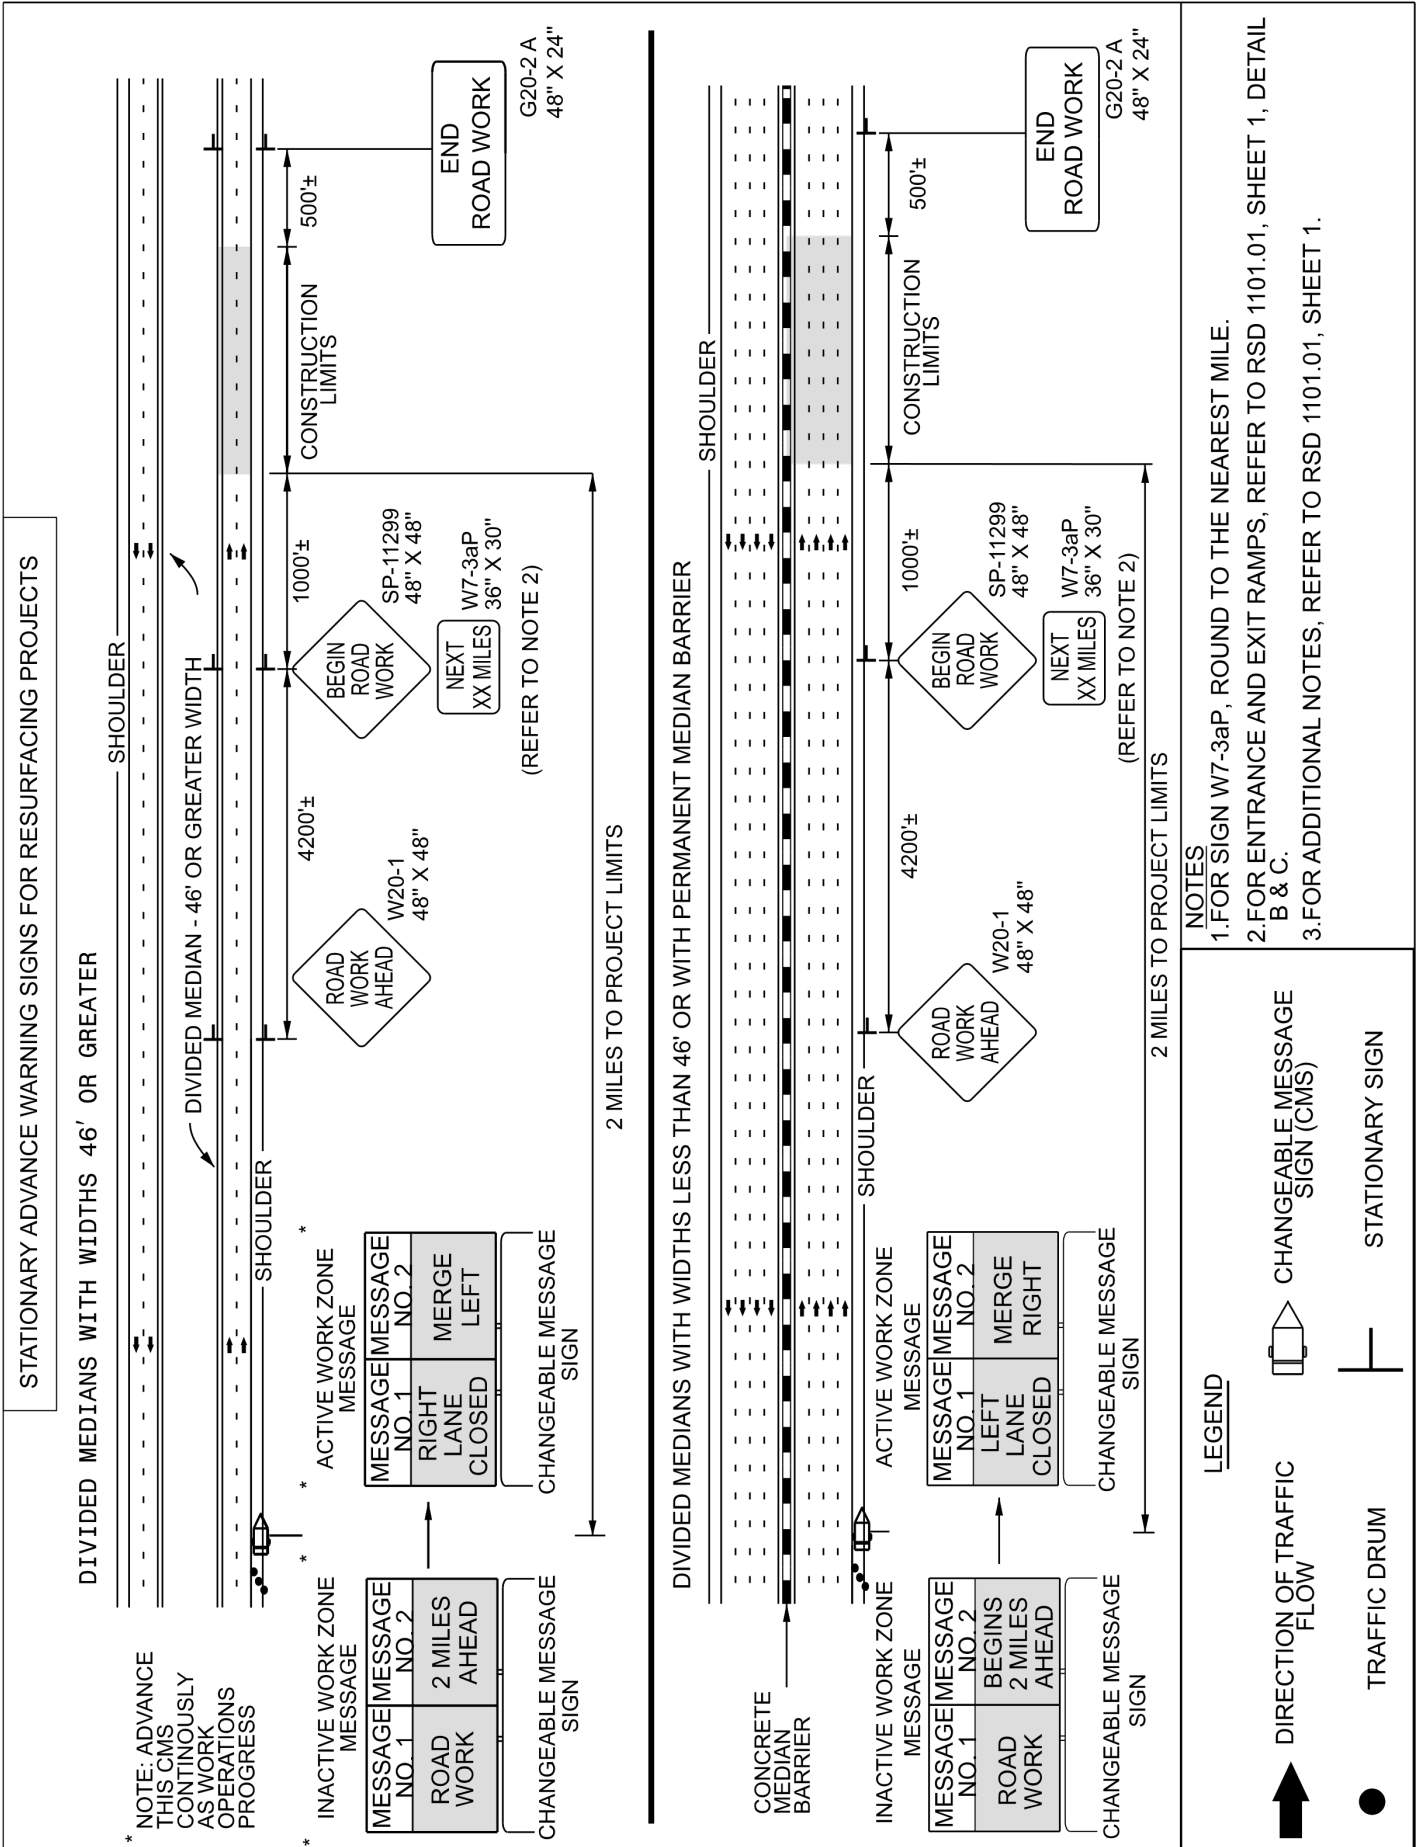 STATIONARY ADVANCE WARNING SIGNS FOR RESURFACING PROJECTS
DIVIDED MEDIANS WITH WIDTHS 46' OR GREATER
* NOTE: ADVANCE
THIS CMS
CONTINOUSLY
AS WORK
OPERATIONS
PROGRESS
SHOULDER
DIVIDED MEDIAN - 46' OR GREATER WIDTH
SHOULDER
* INACTIVE WORK ZONE *
MESSAGE
MESSAGE NO. 1
MESSAGE NO. 2
ROAD
WORK
2 MILES
AHEAD
CHANGEABLE MESSAGE
SIGN
* ACTIVE WORK ZONE *
MESSAGE
MESSAGE NO. 1
MESSAGE NO. 2
RIGHT
LANE
CLOSED
MERGE
LEFT
CHANGEABLE MESSAGE
SIGN
4200'±
1000'±
CONSTRUCTION
LIMITS
500'±
ROAD
WORK
AHEAD
W20-1
48" X 48"
BEGIN
ROAD
WORK
SP-11299
48" X 48"
NEXT
XX MILES
W7-3aP
36" X 30"
(REFER TO NOTE 2)
END
ROAD WORK
G20-2 A
48" X 24"
2 MILES TO PROJECT LIMITS
DIVIDED MEDIANS WITH WIDTHS LESS THAN 46' OR WITH PERMANENT MEDIAN BARRIER
SHOULDER
CONCRETE
MEDIAN
BARRIER
SHOULDER
INACTIVE WORK ZONE
MESSAGE
MESSAGE NO. 1
MESSAGE NO. 2
ROAD
WORK
BEGINS
2 MILES
AHEAD
CHANGEABLE MESSAGE
SIGN
ACTIVE WORK ZONE
MESSAGE
MESSAGE NO. 1
MESSAGE NO. 2
LEFT
LANE
CLOSED
MERGE
RIGHT
CHANGEABLE MESSAGE
SIGN
4200'±
1000'±
CONSTRUCTION
LIMITS
500'±
ROAD
WORK
AHEAD
W20-1
48" X 48"
BEGIN
ROAD
WORK
SP-11299
48" X 48"
NEXT
XX MILES
W7-3aP
36" X 30"
(REFER TO NOTE 2)
END
ROAD WORK
G20-2 A
48" X 24"
2 MILES TO PROJECT LIMITS
LEGEND
DIRECTION OF TRAFFIC
FLOW
CHANGEABLE MESSAGE
SIGN (CMS)
TRAFFIC DRUM
STATIONARY SIGN
NOTES
1.FOR SIGN W7-3aP, ROUND TO THE NEAREST MILE.
2.FOR ENTRANCE AND EXIT RAMPS, REFER TO RSD 1101.01, SHEET 1, DETAIL
B & C.
3.FOR ADDITIONAL NOTES, REFER TO RSD 1101.01, SHEET 1.